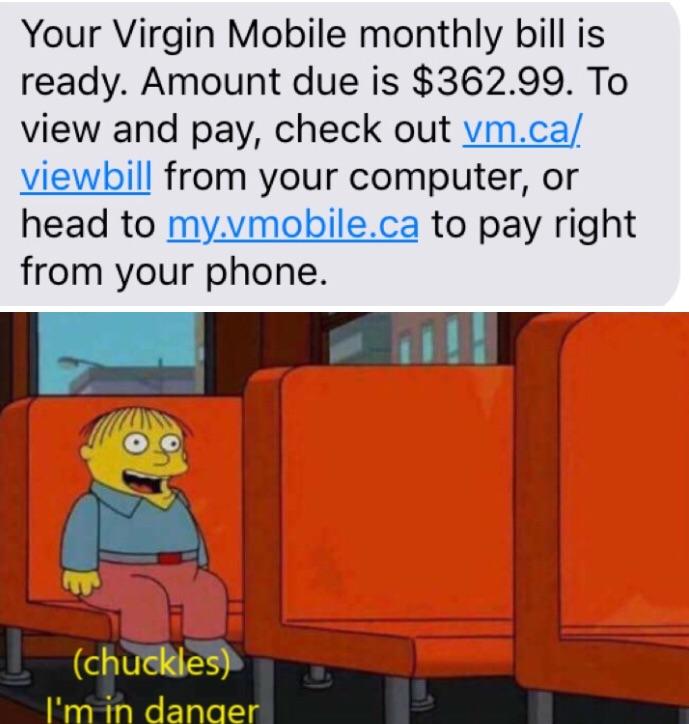 Your Virgin Mobile monthly bill is
ready. Amount due is $362.99. To
view and pay, check out vm.ca/
viewbill from your computer, or
head to my.vmobile.ca to pay right
from your phone.
(chuckles)
I'm in danger